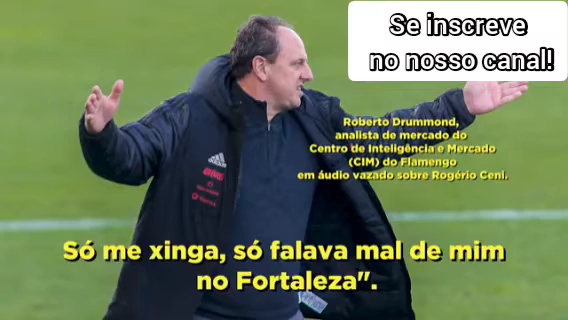 Se inscreve
no nosso canal!
Roberto Drummond,
analista de mercado do
Centro de Inteligência e Mercado
(CIM) do Flamengo
em áudio vazado sobre Rogério Ceni.
Só me xinga, só falava mal de mim
no Fortaleza".
adidas